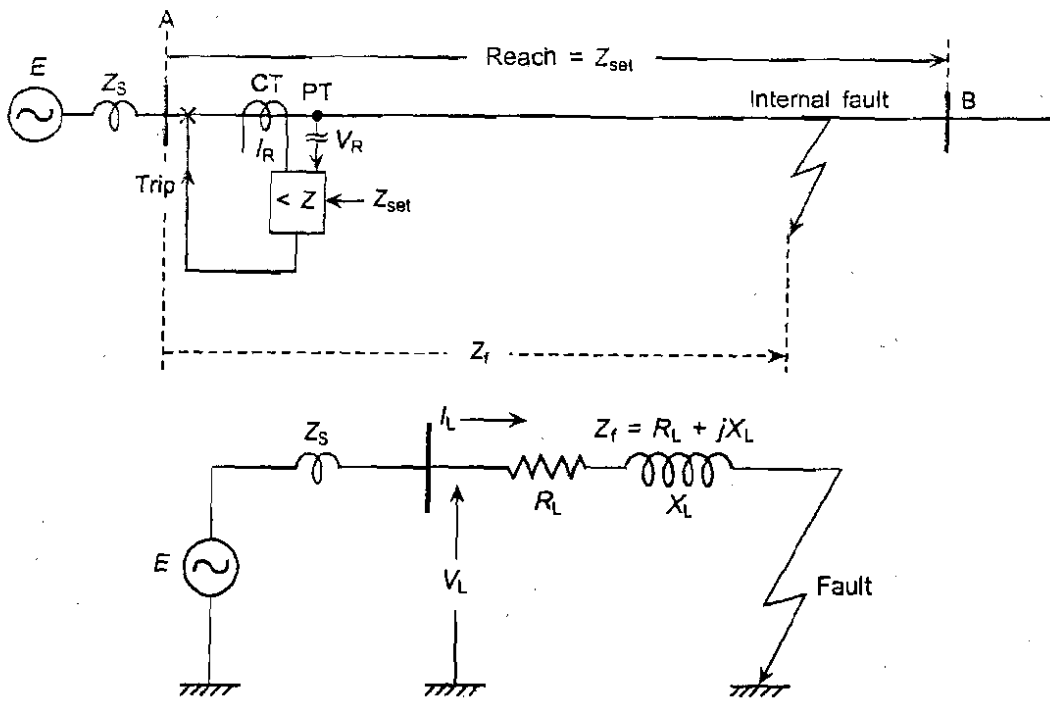 A
Reach = Z_set
E
Z_S
CT
PT
Internal fault
B
I_R
V_R
Trip
< Z
Z_set
Z_f
I_L
Z_S
Z_f = R_L + jX_L
R_L
X_L
E
V_L
Fault